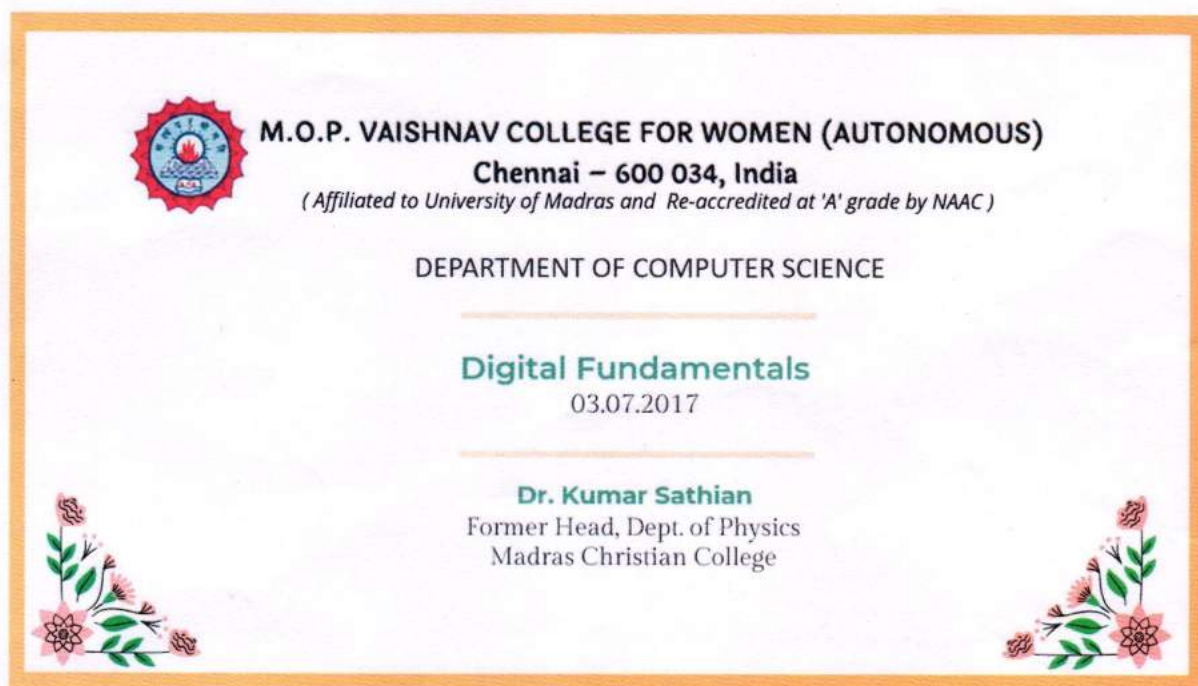 M.O.P. VAISHNAV COLLEGE FOR WOMEN (AUTONOMOUS)
Chennai – 600 034, India
( Affiliated to University of Madras and Re-accredited at 'A' grade by NAAC )
DEPARTMENT OF COMPUTER SCIENCE
Digital Fundamentals
03.07.2017
Dr. Kumar Sathian
Former Head, Dept. of Physics
Madras Christian College